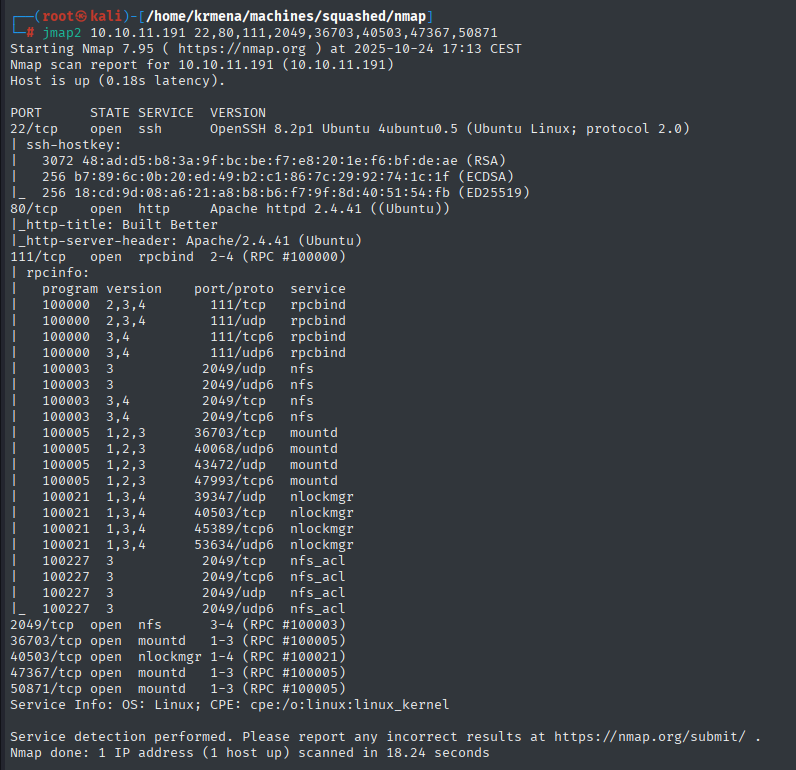 ┌──(root㉿kali)-[/home/krmena/machines/squashed/nmap]
└─# jmap2 10.10.11.191 22,80,111,2049,36703,40503,47367,50871
Starting Nmap 7.95 ( https://nmap.org ) at 2025-10-24 17:13 CEST
Nmap scan report for 10.10.11.191 (10.10.11.191)
Host is up (0.18s latency).

PORT      STATE SERVICE  VERSION
22/tcp    open  ssh      OpenSSH 8.2p1 Ubuntu 4ubuntu0.5 (Ubuntu Linux; protocol 2.0)
| ssh-hostkey:
|   3072 48:ad:d5:b8:3a:9f:bc:be:f7:e8:20:1e:f6:bf:de:ae (RSA)
|   256 b7:89:6c:0b:20:ed:49:b2:c1:86:7c:29:92:74:1c:1f (ECDSA)
|_  256 18:cd:9d:08:a6:21:a8:b8:b6:f7:9f:8d:40:51:54:fb (ED25519)
80/tcp    open  http     Apache httpd 2.4.41 ((Ubuntu))
|_http-title: Built Better
|_http-server-header: Apache/2.4.41 (Ubuntu)
111/tcp   open  rpcbind  2-4 (RPC #100000)
| rpcinfo:
|   program version    port/proto  service
|   100000  2,3,4        111/tcp   rpcbind
|   100000  2,3,4        111/udp   rpcbind
|   100000  3,4          111/tcp6  rpcbind
|   100000  3,4          111/udp6  rpcbind
|   100003  3           2049/udp   nfs
|   100003  3           2049/udp6  nfs
|   100003  3,4         2049/tcp   nfs
|   100003  3,4         2049/tcp6  nfs
|   100005  1,2,3      36703/tcp   mountd
|   100005  1,2,3      40068/udp6  mountd
|   100005  1,2,3      43472/udp   mountd
|   100005  1,2,3      47993/tcp6  mountd
|   100021  1,3,4      39347/udp   nlockmgr
|   100021  1,3,4      40503/tcp   nlockmgr
|   100021  1,3,4      45389/tcp6  nlockmgr
|   100021  1,3,4      53634/udp6  nlockmgr
|   100227  3           2049/tcp   nfs_acl
|   100227  3           2049/tcp6  nfs_acl
|   100227  3           2049/udp   nfs_acl
|_  100227  3           2049/udp6  nfs_acl
2049/tcp  open  nfs      3-4 (RPC #100003)
36703/tcp open  mountd   1-3 (RPC #100005)
40503/tcp open  nlockmgr 1-4 (RPC #100021)
47367/tcp open  mountd   1-3 (RPC #100005)
50871/tcp open  mountd   1-3 (RPC #100005)
Service Info: OS: Linux; CPE: cpe:/o:linux:linux_kernel

Service detection performed. Please report any incorrect results at https://nmap.org/submit/ .
Nmap done: 1 IP address (1 host up) scanned in 18.24 seconds